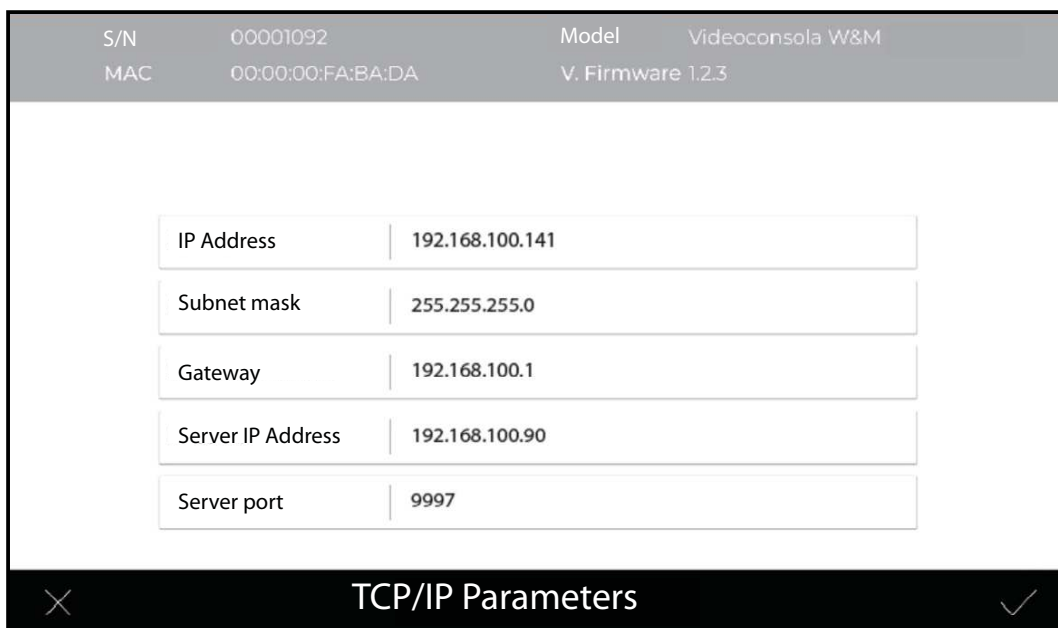 S/N 00001092 Model Videoconsola W&M
MAC 00:00:00:FA:BA:DA V. Firmware 1.2.3
IP Address 192.168.100.141
Subnet mask 255.255.255.0
Gateway 192.168.100.1
Server IP Address 192.168.100.90
Server port 9997
TCP/IP Parameters